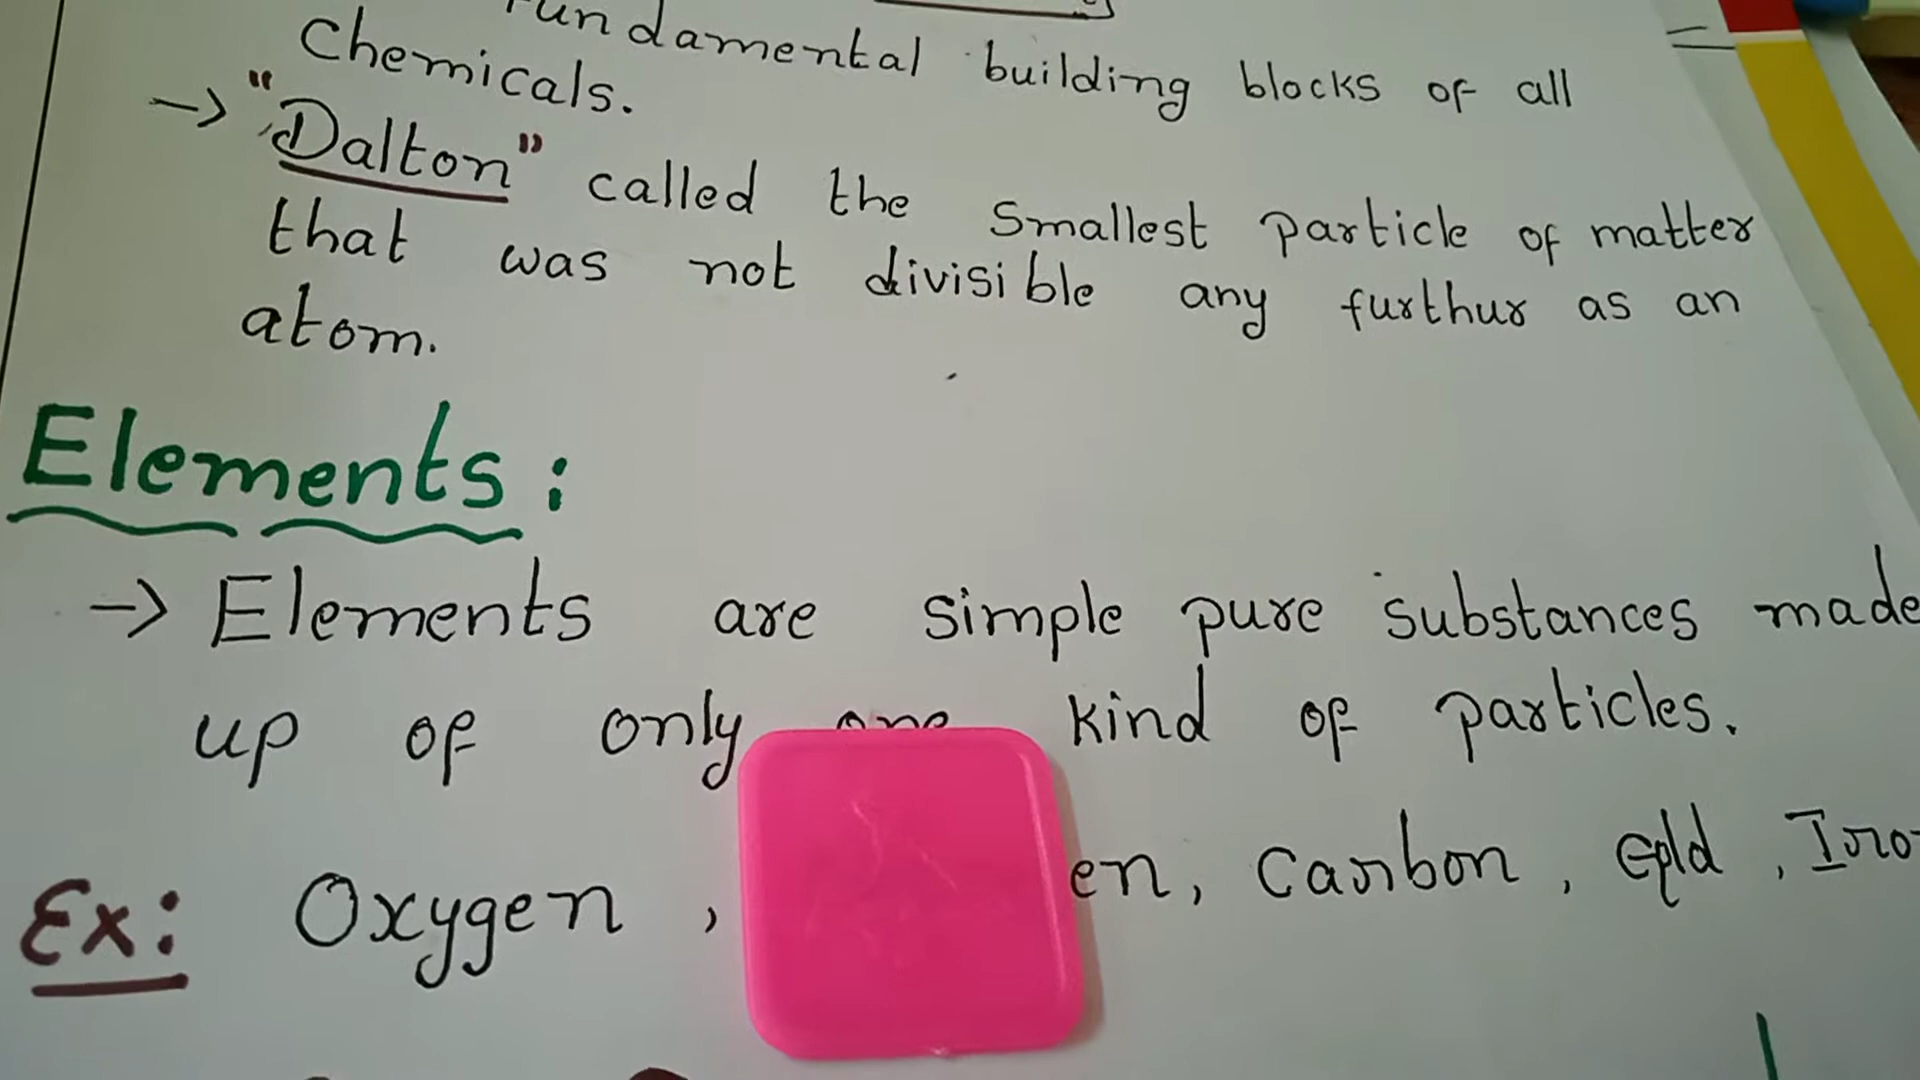 Fundamental building blocks of all
Chemicals.
→ "Dalton" called the Smallest particle of matter
that was not divisible any furthur as an
atom.
Elements :
→ Elements are simple pure substances made
up of only one kind of particles.
Ex: Oxygen , en, Carbon , Gold , Iro